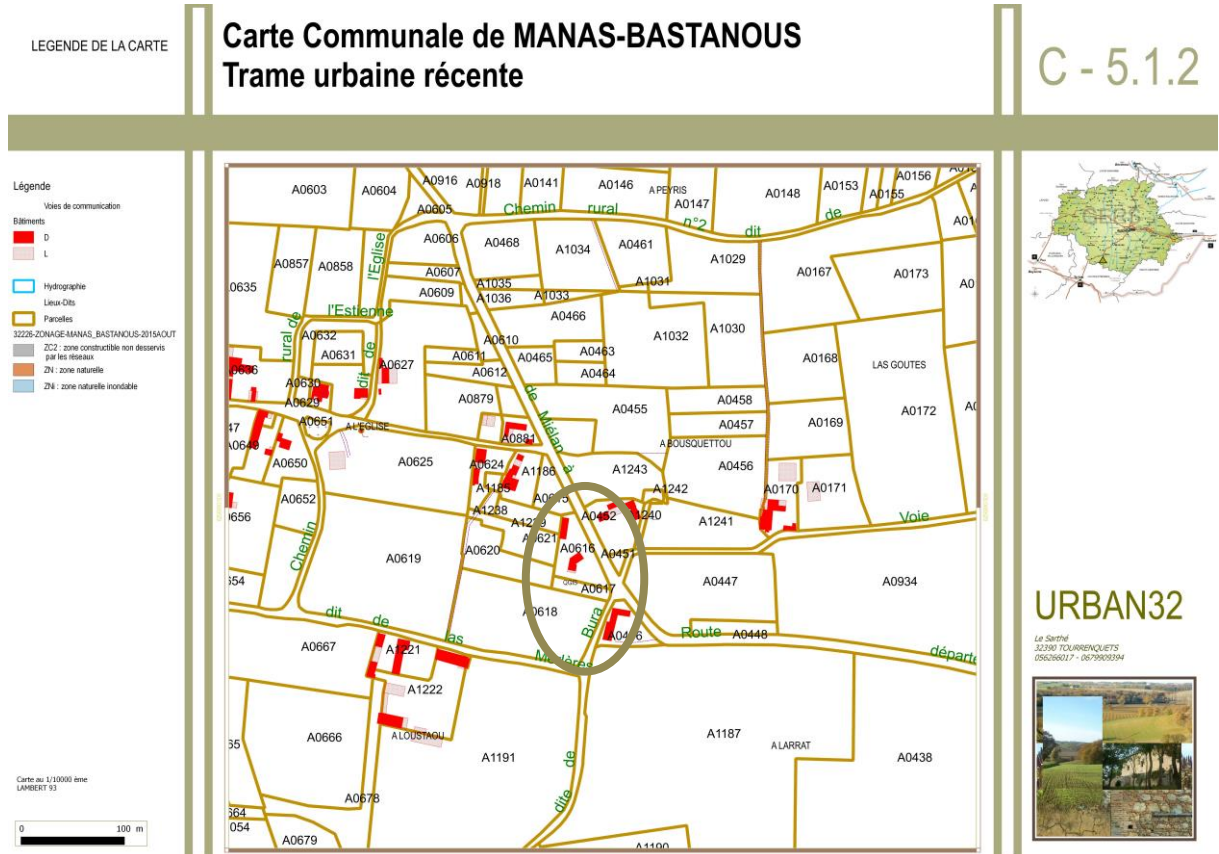 LEGENDE DE LA CARTE
Carte Communale de MANAS-BASTANOUS
Trame urbaine récente
C - 5.1.2
Légende
Voies de communication
Bâtiments
D
L
Hydrographie
Lieux-Dits
Parcelles
32226-ZONAGE-MANAS_BASTANOUS-2015AOUT
ZC2 : zone constructible non desservis
par les réseaux
ZN : zone naturelle
ZNi : zone naturelle inondable
Carte au 1/10000 ème
LAMBERT 93
0 100 m
A0603 A0604 A0916 A0918 A0141 A0146 A PEYRIS A0147 A0148 A0153 A0155 A0156
A0605 Chemin rural n°2 dit de
A0606 A0468 A1034 A0461 A1029 A0167 A0173
A0857 A0858 l'Eglise A0607 A1035 A1031
A0609 A1036 A1033
l'Estienne A0466
rural de A0632 A0631 dit de A0627 A0610 A0465 A0463 A1032 A1030 A0168
A0611 A0612 A0464 LAS GOUTES
A0630 A0629 A0879 de Miélan à A0455 A0458 A0172
A0651 A L'EGLISE A0881 A0457 A0169
A BOUSQUETTOU
A0650 A0625 A0624 A1186 A1243 A0456
A0652 A1185 A1242 A0170 A0171
A1238 A0452 A1240 A1241 Voie
Chemin A0619 A0621 A0620 A0616 A0451
A0617 A0447 A0934
dit de las A0618 Bura
A0667 A1221 Route A0448
A1222
A0666 A LOUSTAOU A1191 A1187 A LARRAT A0438
dite de
A0678
A0679
A1190
URBAN32
Le Sarthé
32390 TOURRENQUETS
056266017 - 0679909394